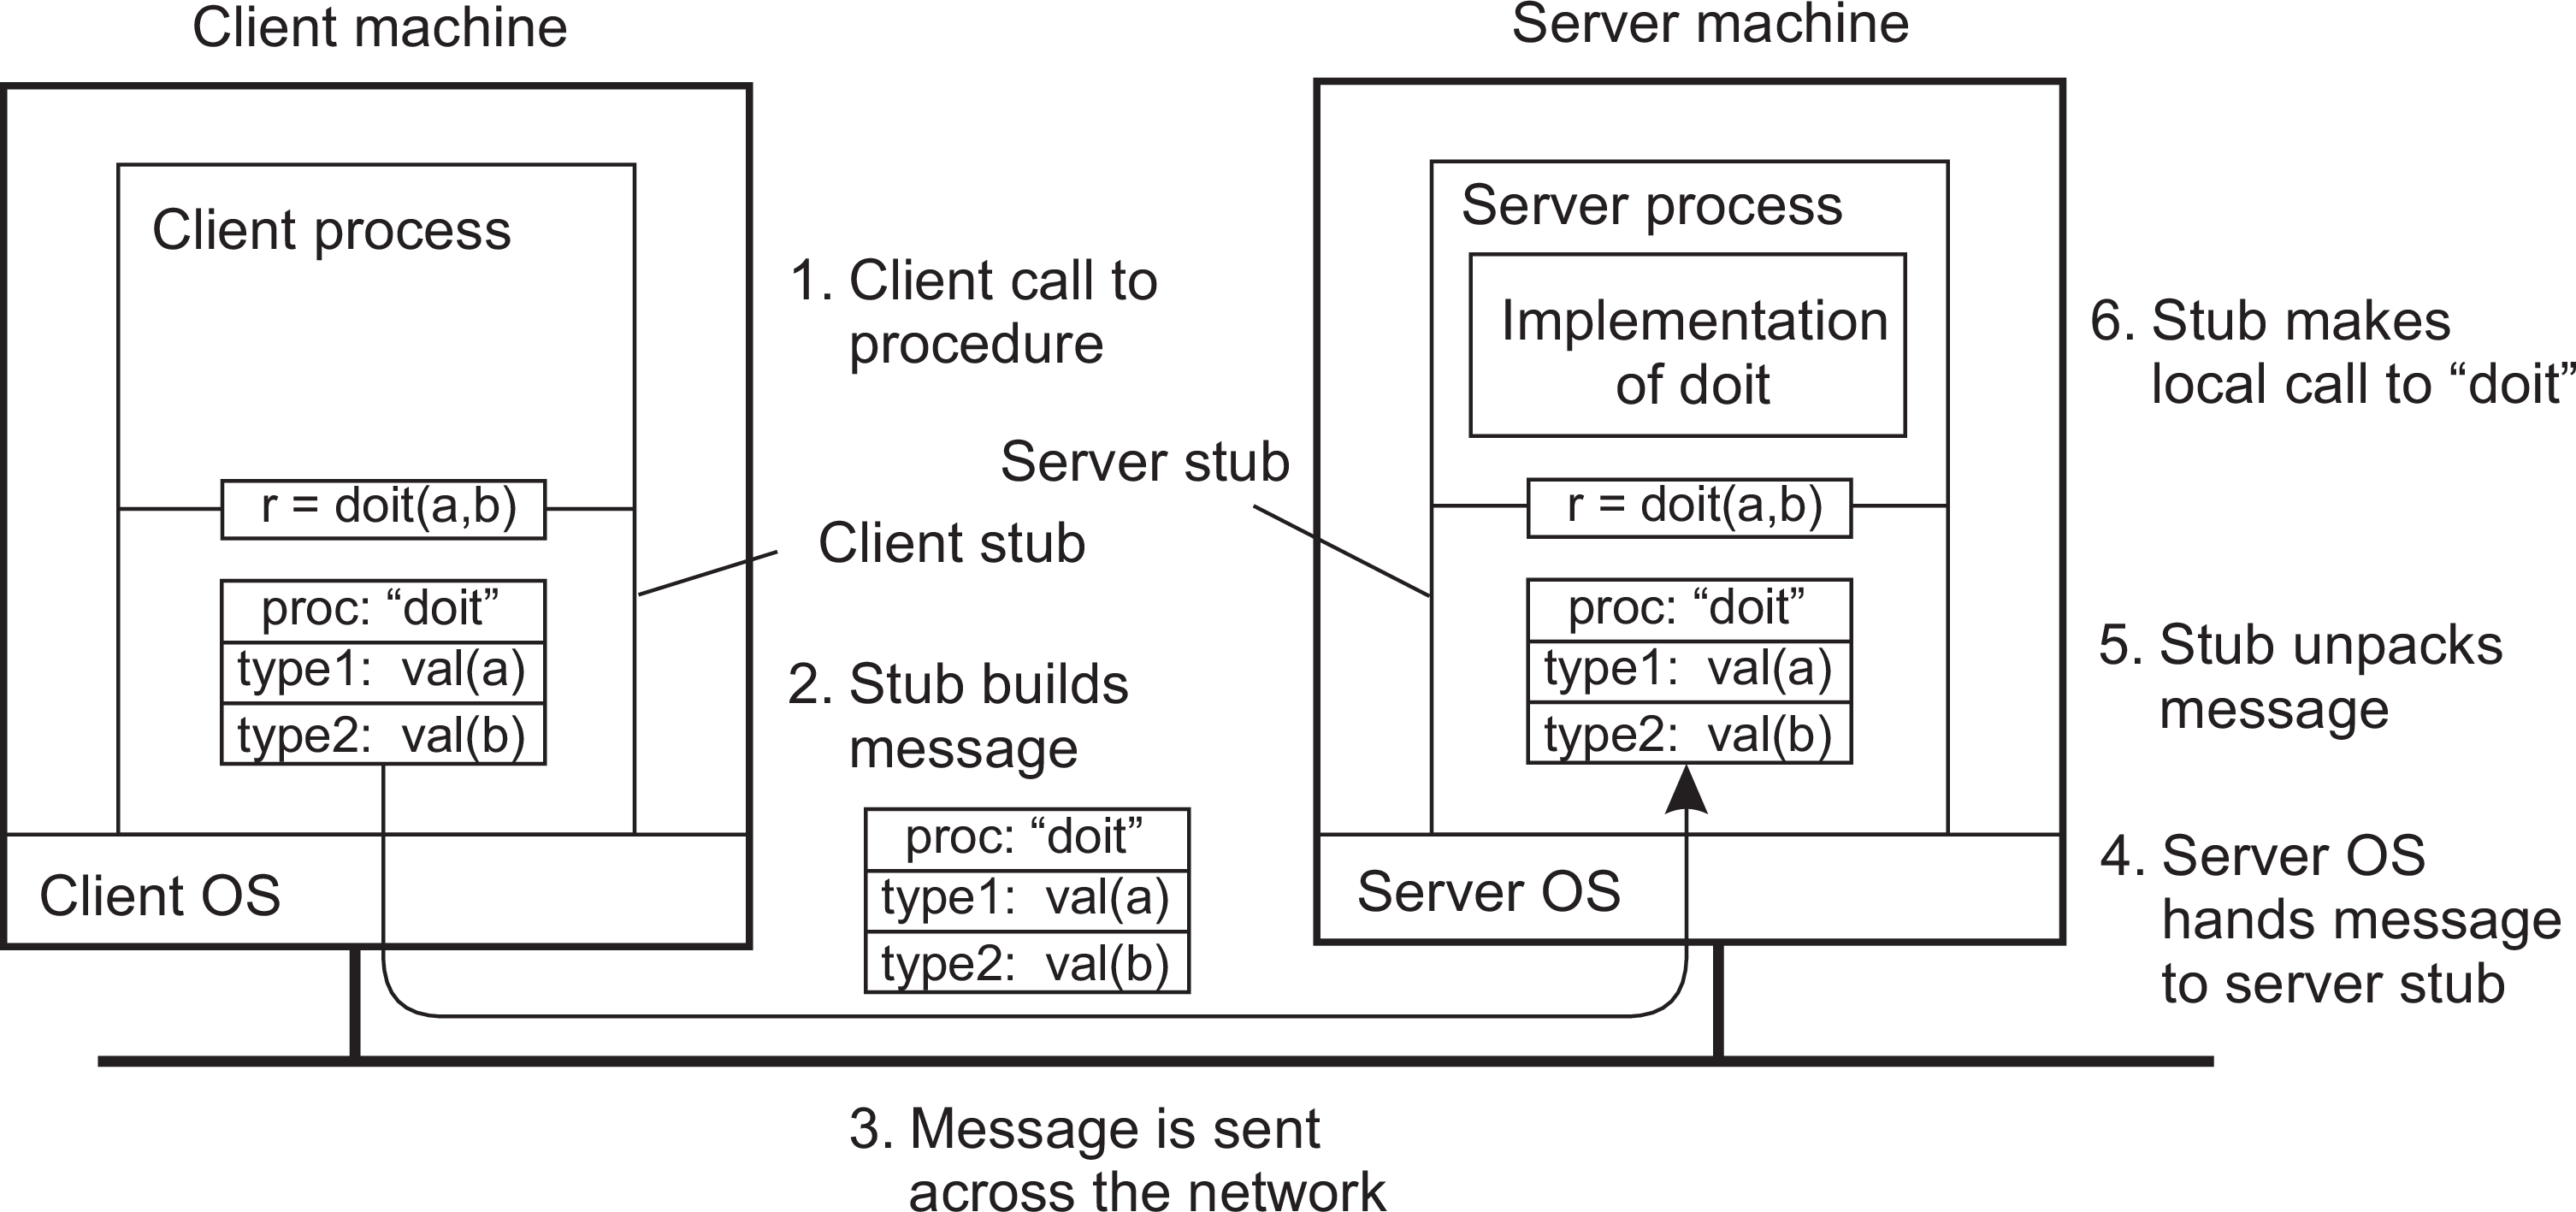 Client machine
Client process
r = doit(a,b)
proc: “doit”
type1: val(a)
type2: val(b)
Client OS
1. Client call to
procedure
Client stub
2. Stub builds
message
proc: “doit”
type1: val(a)
type2: val(b)
3. Message is sent
across the network
Server machine
Server process
Implementation
of doit
Server stub
r = doit(a,b)
proc: “doit”
type1: val(a)
type2: val(b)
Server OS
6. Stub makes
local call to “doit”
5. Stub unpacks
message
4. Server OS
hands message
to server stub